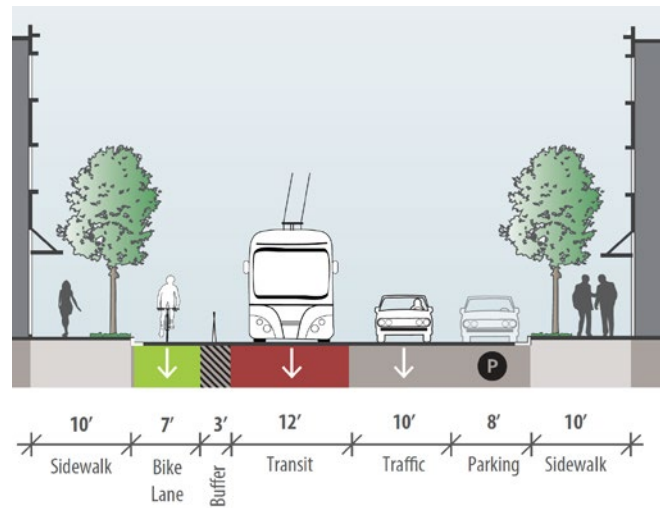 P
10’ 7’ 3’ 12’ 10’ 8’ 10’
Sidewalk Bike Lane Buffer Transit Traffic Parking Sidewalk